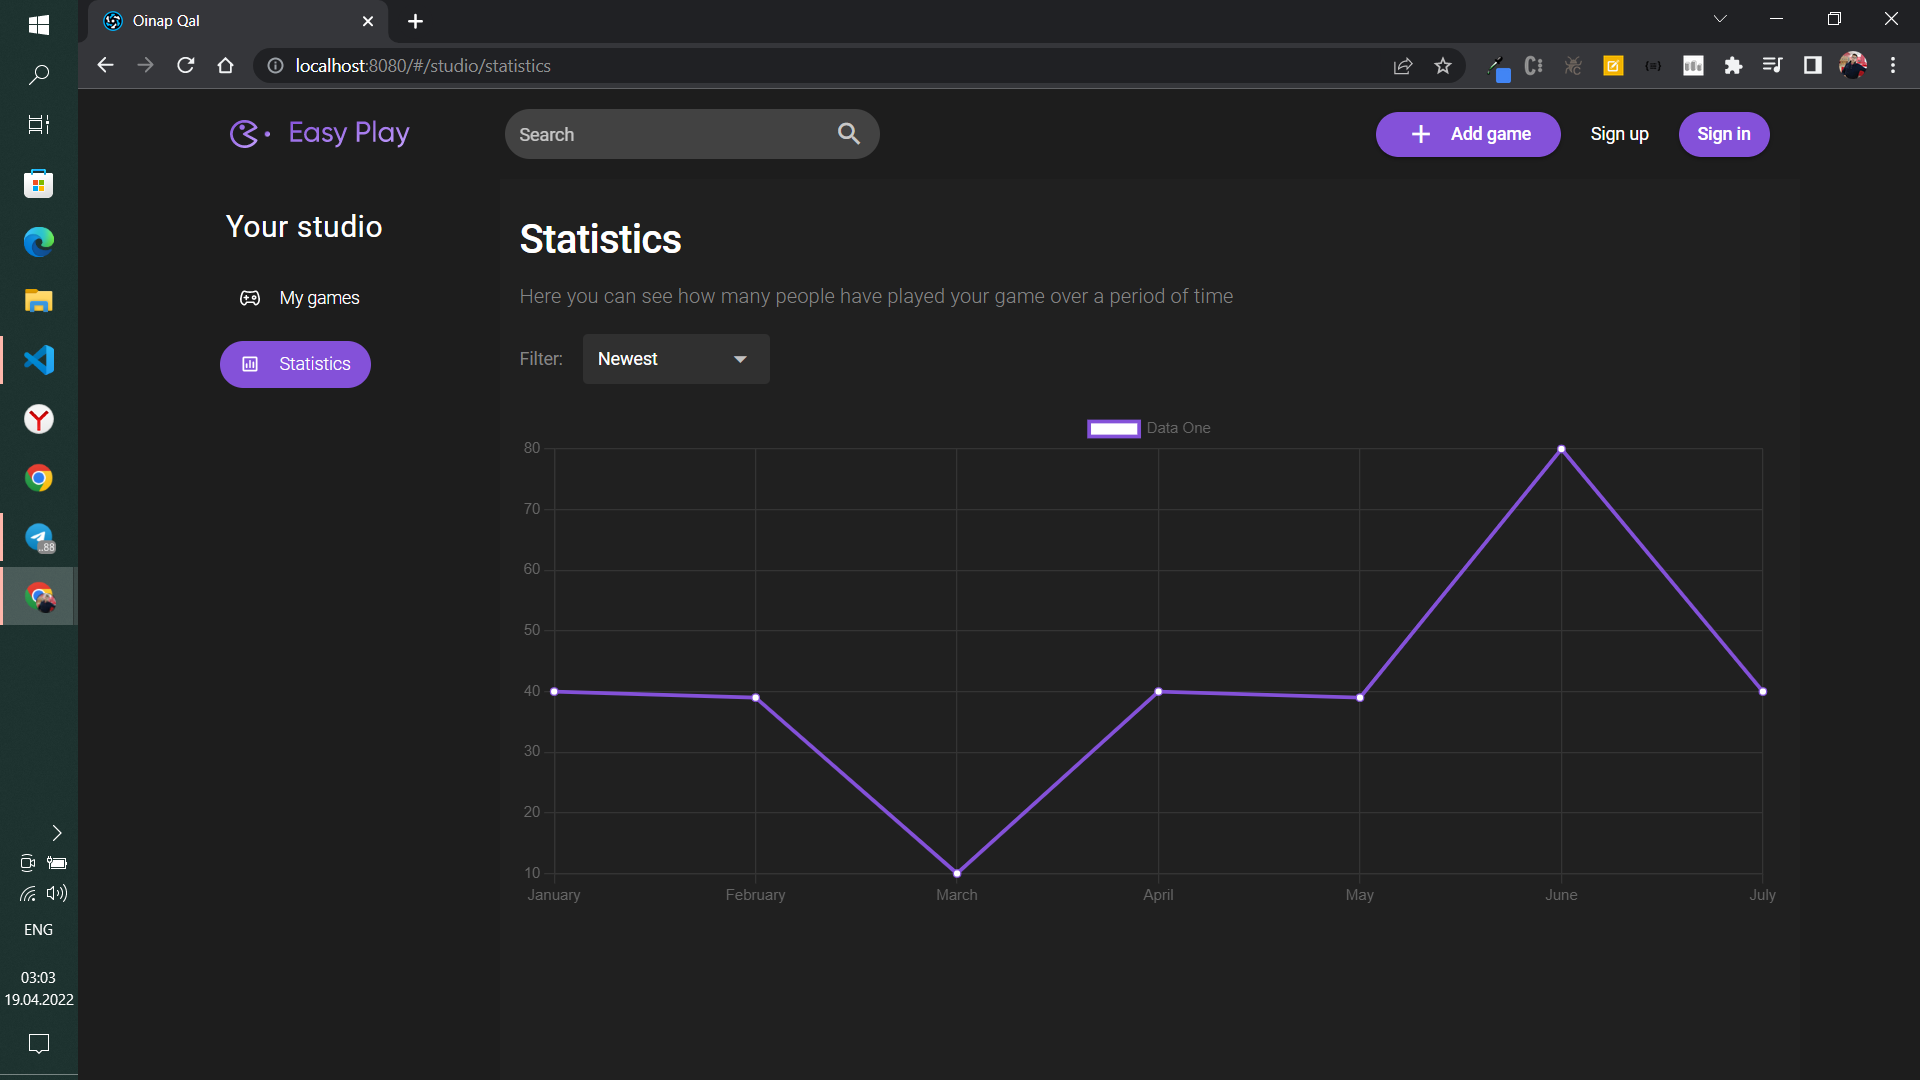 Oinap Qal
localhost:8080/#/studio/statistics
Easy Play
Search
Add game
Sign up
Sign in
Your studio
My games
Statistics
Statistics
Here you can see how many people have played your game over a period of time
Filter:
Newest
Data One
80
70
60
50
40
30
20
10
January
February
March
April
May
June
July
..88
ENG
03:03
19.04.2022